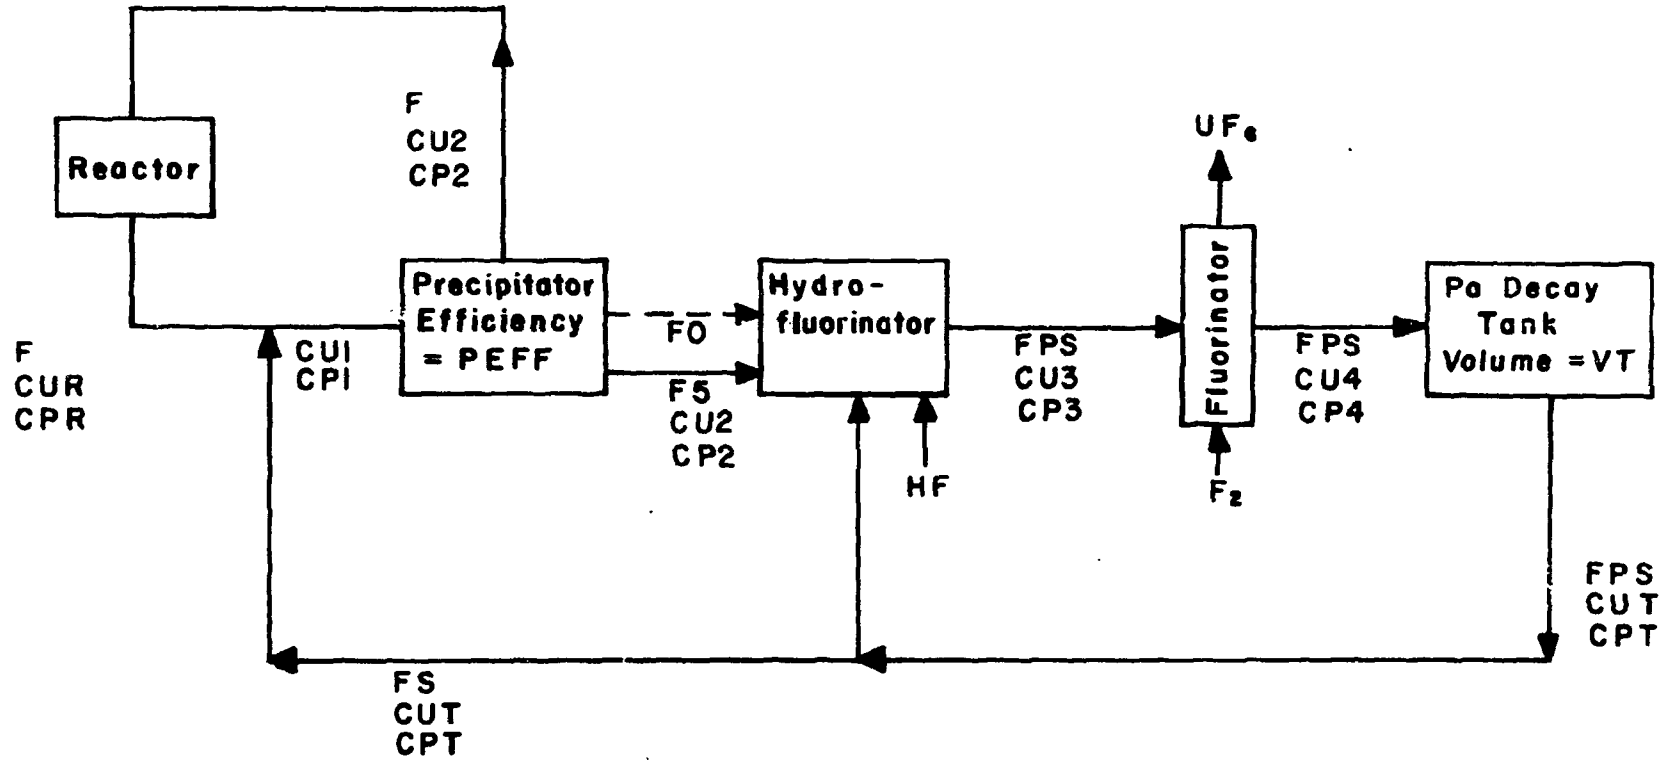 Reactor
F
CUR
CPR
F
CU2
CP2
CU1
CP1
Precipitator
Efficiency
= PEFF
FO
F5
CU2
CP2
Hydro-
fluorinator
HF
FPS
CU3
CP3
UF6
Fluorinator
F2
FPS
CU4
CP4
Pa Decay
Tank
Volume = VT
FPS
CUT
CPT
FS
CUT
CPT